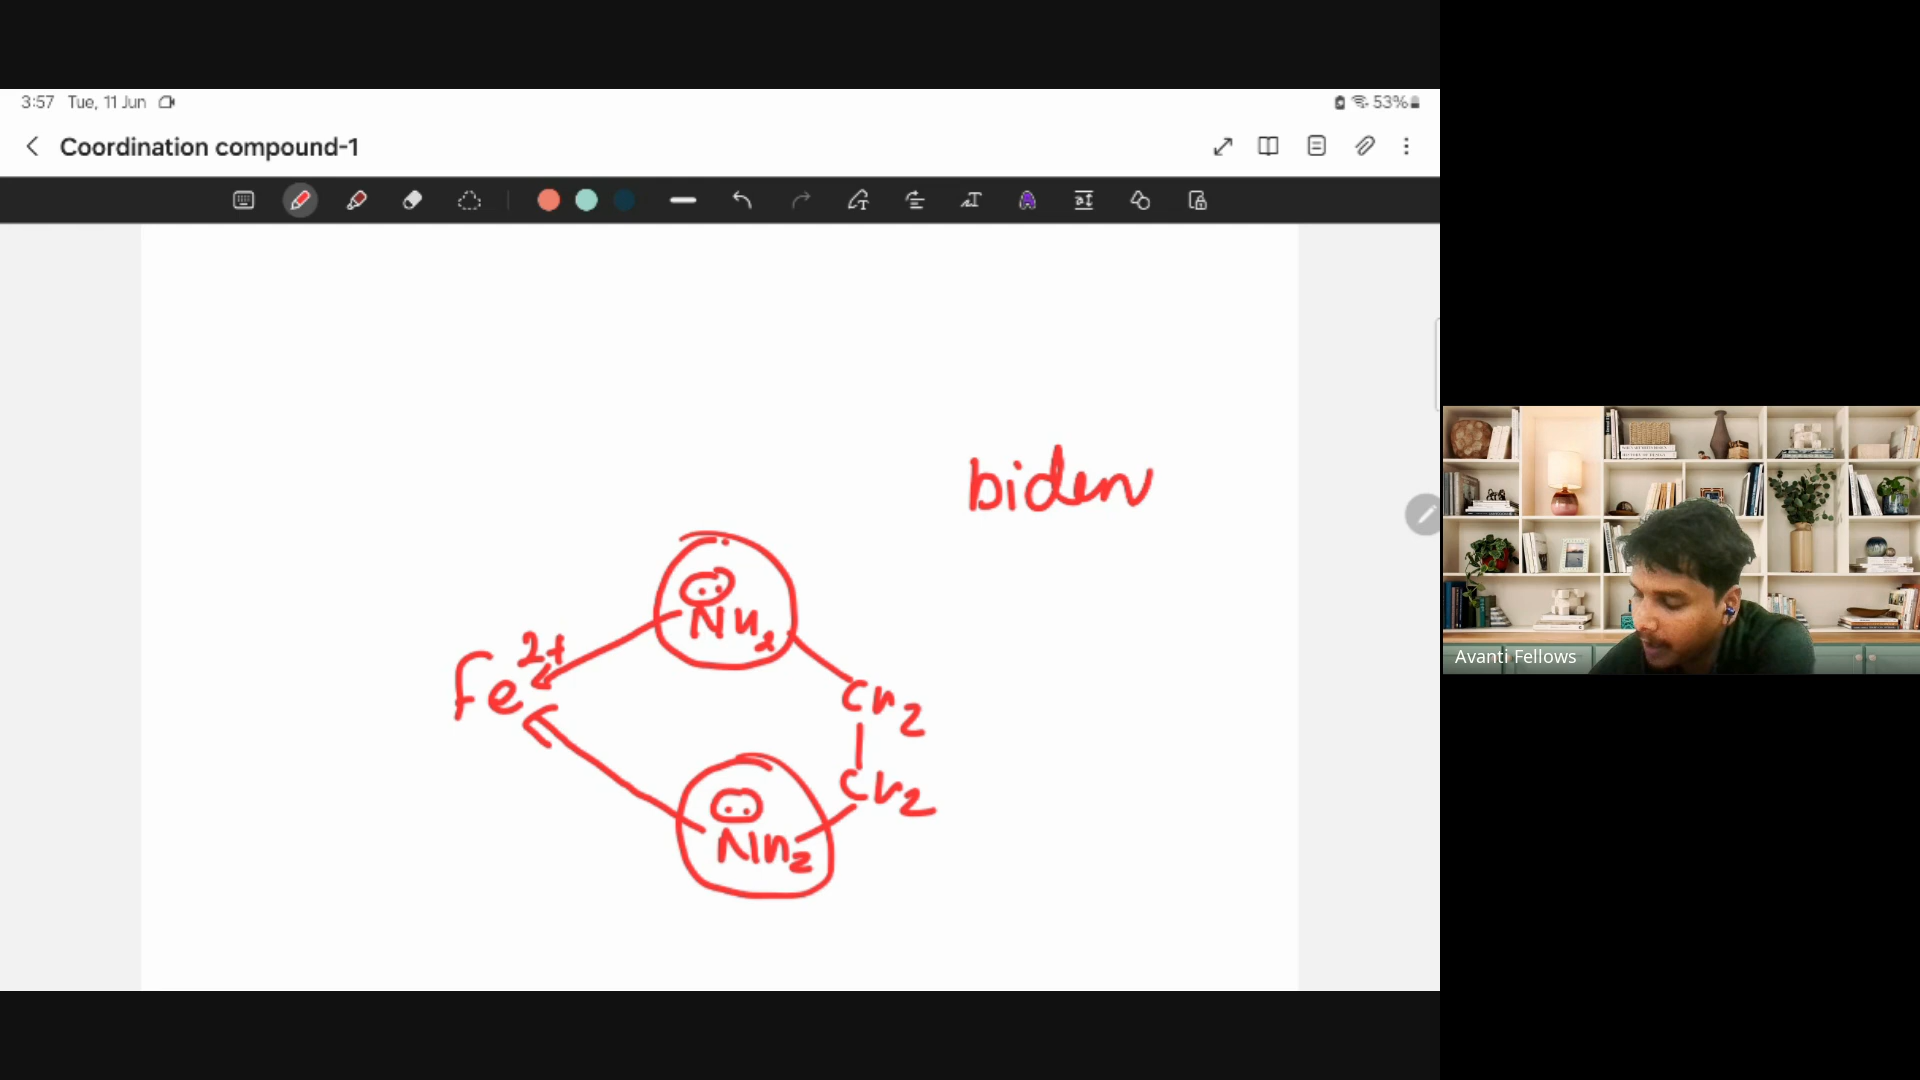 3:57 Tue, 11 Jun
53%
Coordination compound-1
biden
NH2
Fe2+
CH2
CH2
NH2
Avanti Fellows